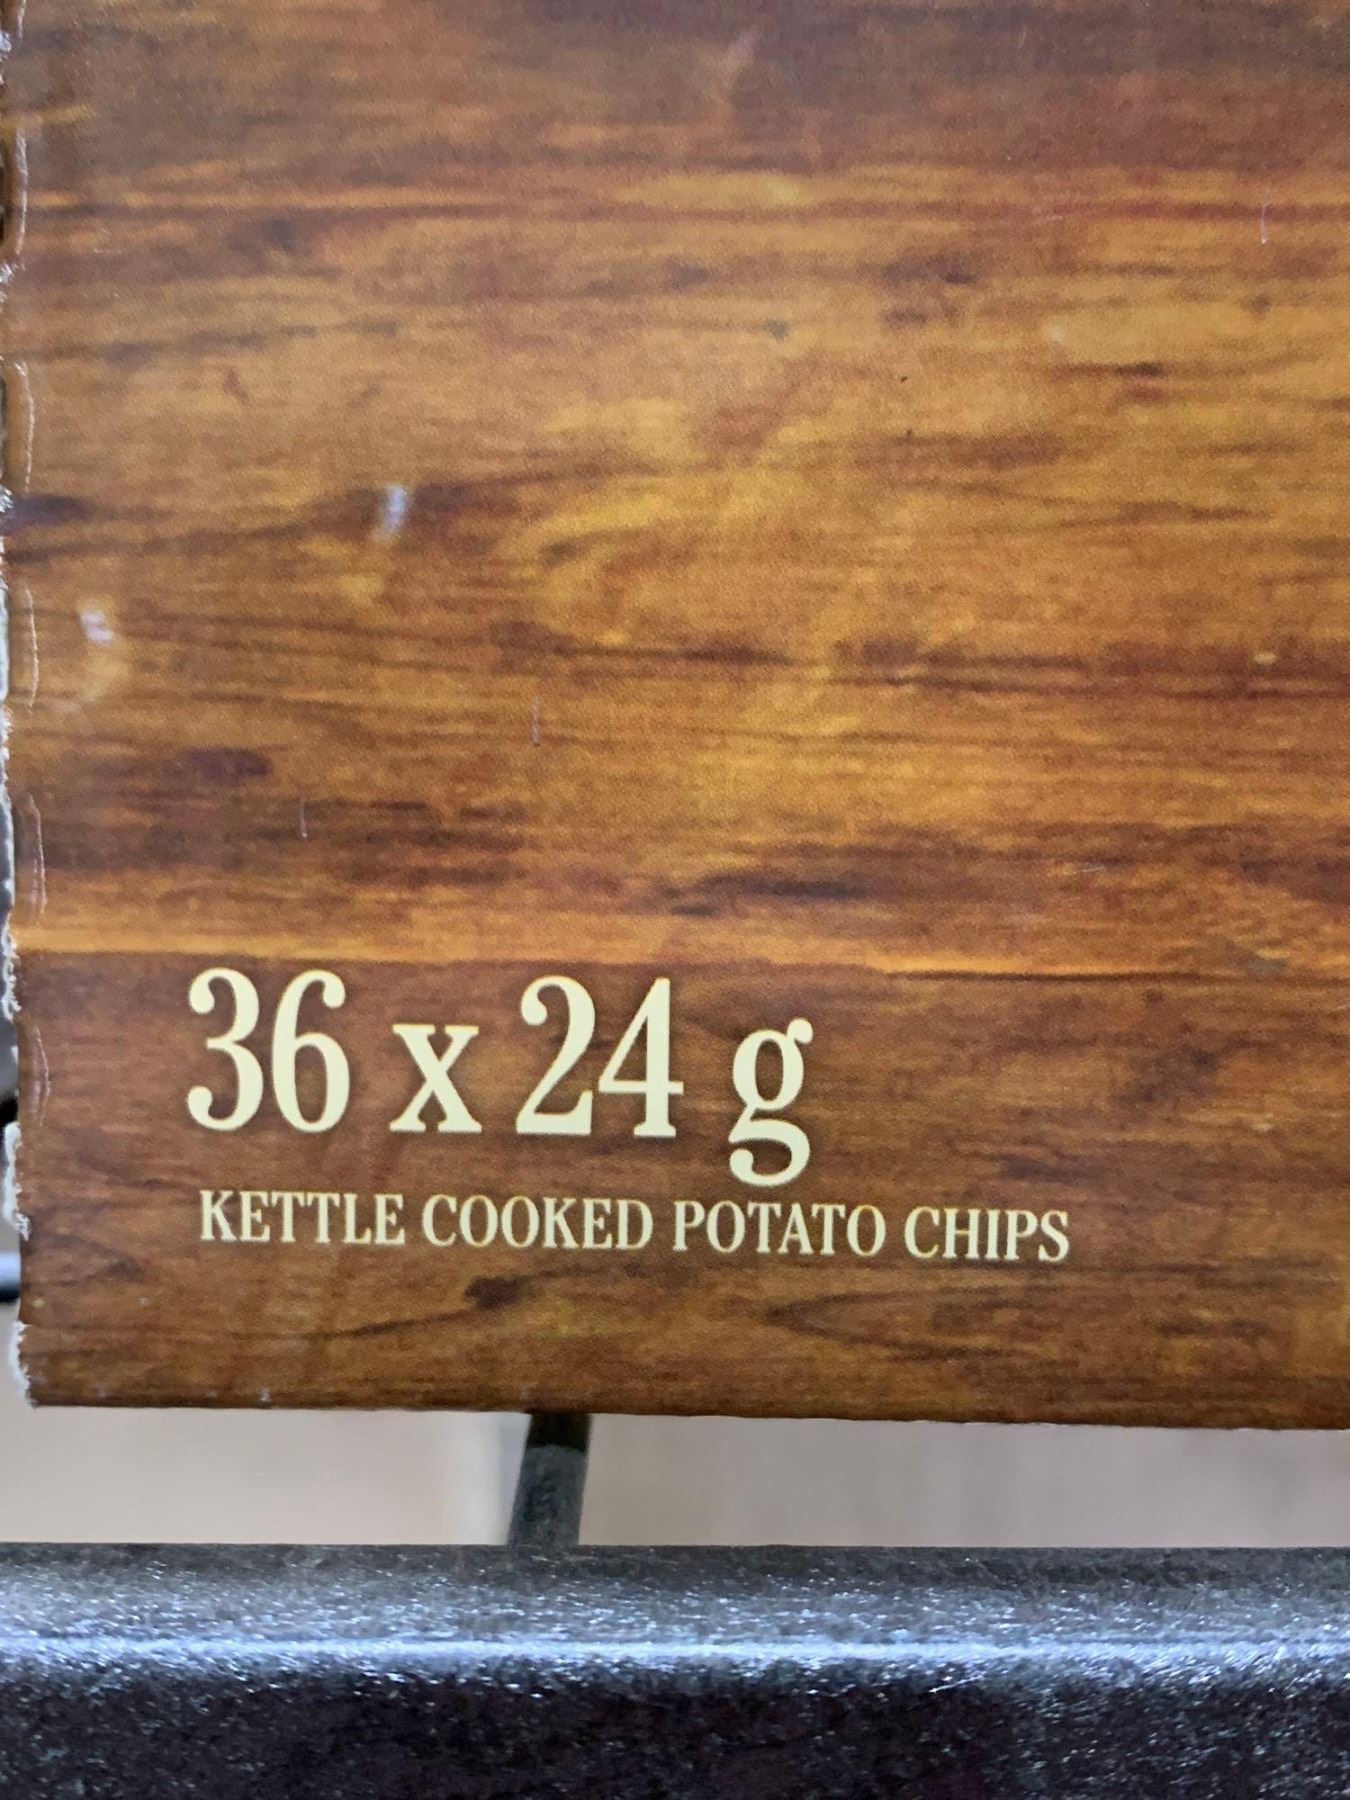 36 x 24 g
KETTLE COOKED POTATO CHIPS